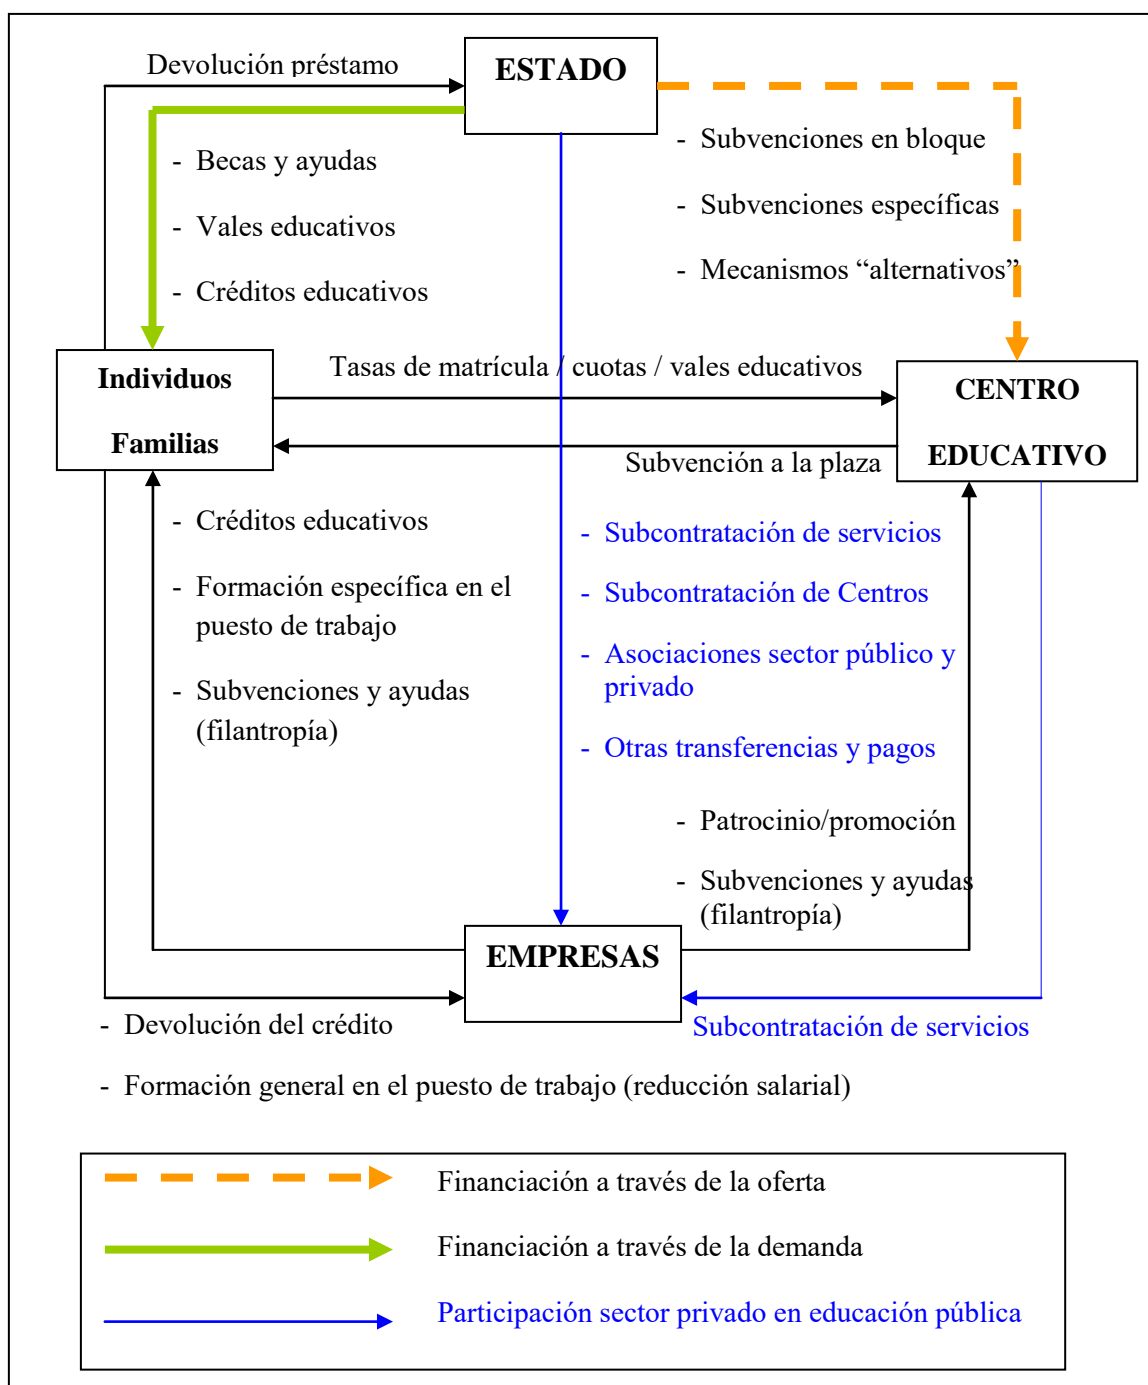 Devolución préstamo
ESTADO
- Becas y ayudas
- Vales educativos
- Créditos educativos
- Subvenciones en bloque
- Subvenciones específicas
- Mecanismos “alternativos”
Individuos
Familias
Tasas de matrícula / cuotas / vales educativos
CENTRO
EDUCATIVO
Subvención a la plaza
- Créditos educativos
- Formación específica en el
puesto de trabajo
- Subvenciones y ayudas
(filantropía)
- Subcontratación de servicios
- Subcontratación de Centros
- Asociaciones sector público y
privado
- Otras transferencias y pagos
- Patrocinio/promoción
- Subvenciones y ayudas
(filantropía)
EMPRESAS
- Devolución del crédito
Subcontratación de servicios
- Formación general en el puesto de trabajo (reducción salarial)
Financiación a través de la oferta
Financiación a través de la demanda
Participación sector privado en educación pública